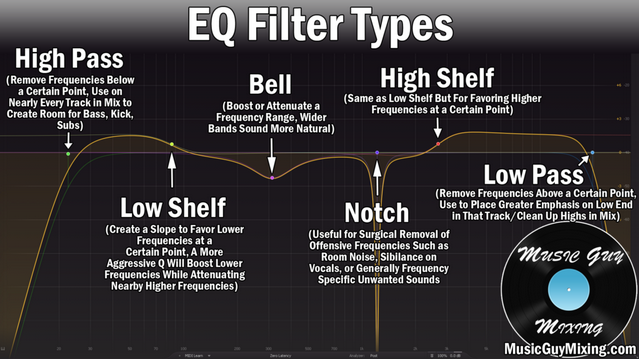 EQ Filter Types
High Pass
(Remove Frequencies Below
a Certain Point, Use on
Nearly Every Track in Mix to
Create Room for Bass, Kick,
Subs)
Bell
(Boost or Attenuate a
Frequency Range, Wider
Bands Sound More Natural)
High Shelf
(Same as Low Shelf But For Favoring Higher
Frequencies at a Certain Point)
Low Shelf
(Create a Slope to Favor Lower
Frequencies at a
Certain Point, A More
Aggressive Q Will Boost Lower
Frequencies While Attenuating
Nearby Higher Frequencies)
Notch
(Useful for Surgical Removal of
Offensive Frequencies Such as
Room Noise, Sibilance on
Vocals, or Generally Frequency
Specific Unwanted Sounds
Low Pass
(Remove Frequencies Above a Certain Point,
Use to Place Greater Emphasis on Low End
in That Track/Clean Up Highs in Mix)
Music Guy
Mixing
MusicGuyMixing.com